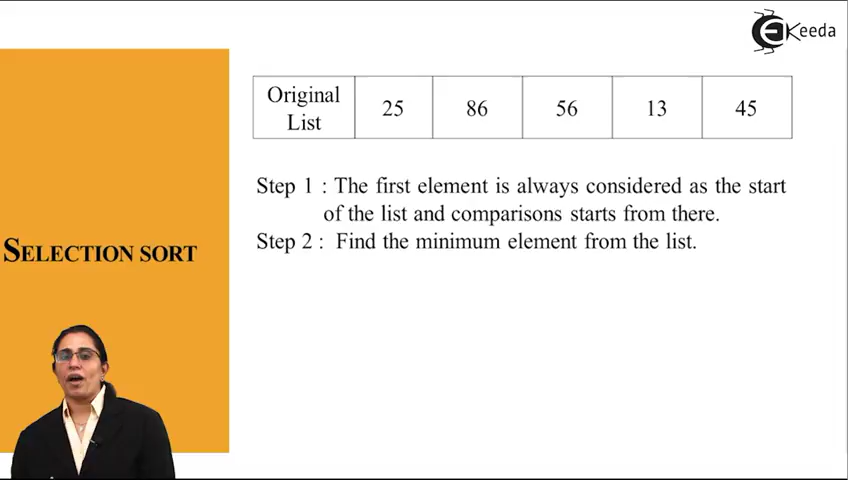 Ekeeda
Original List 25 86 56 13 45
Step 1 : The first element is always considered as the start
of the list and comparisons starts from there.
Step 2 : Find the minimum element from the list.
SELECTION SORT